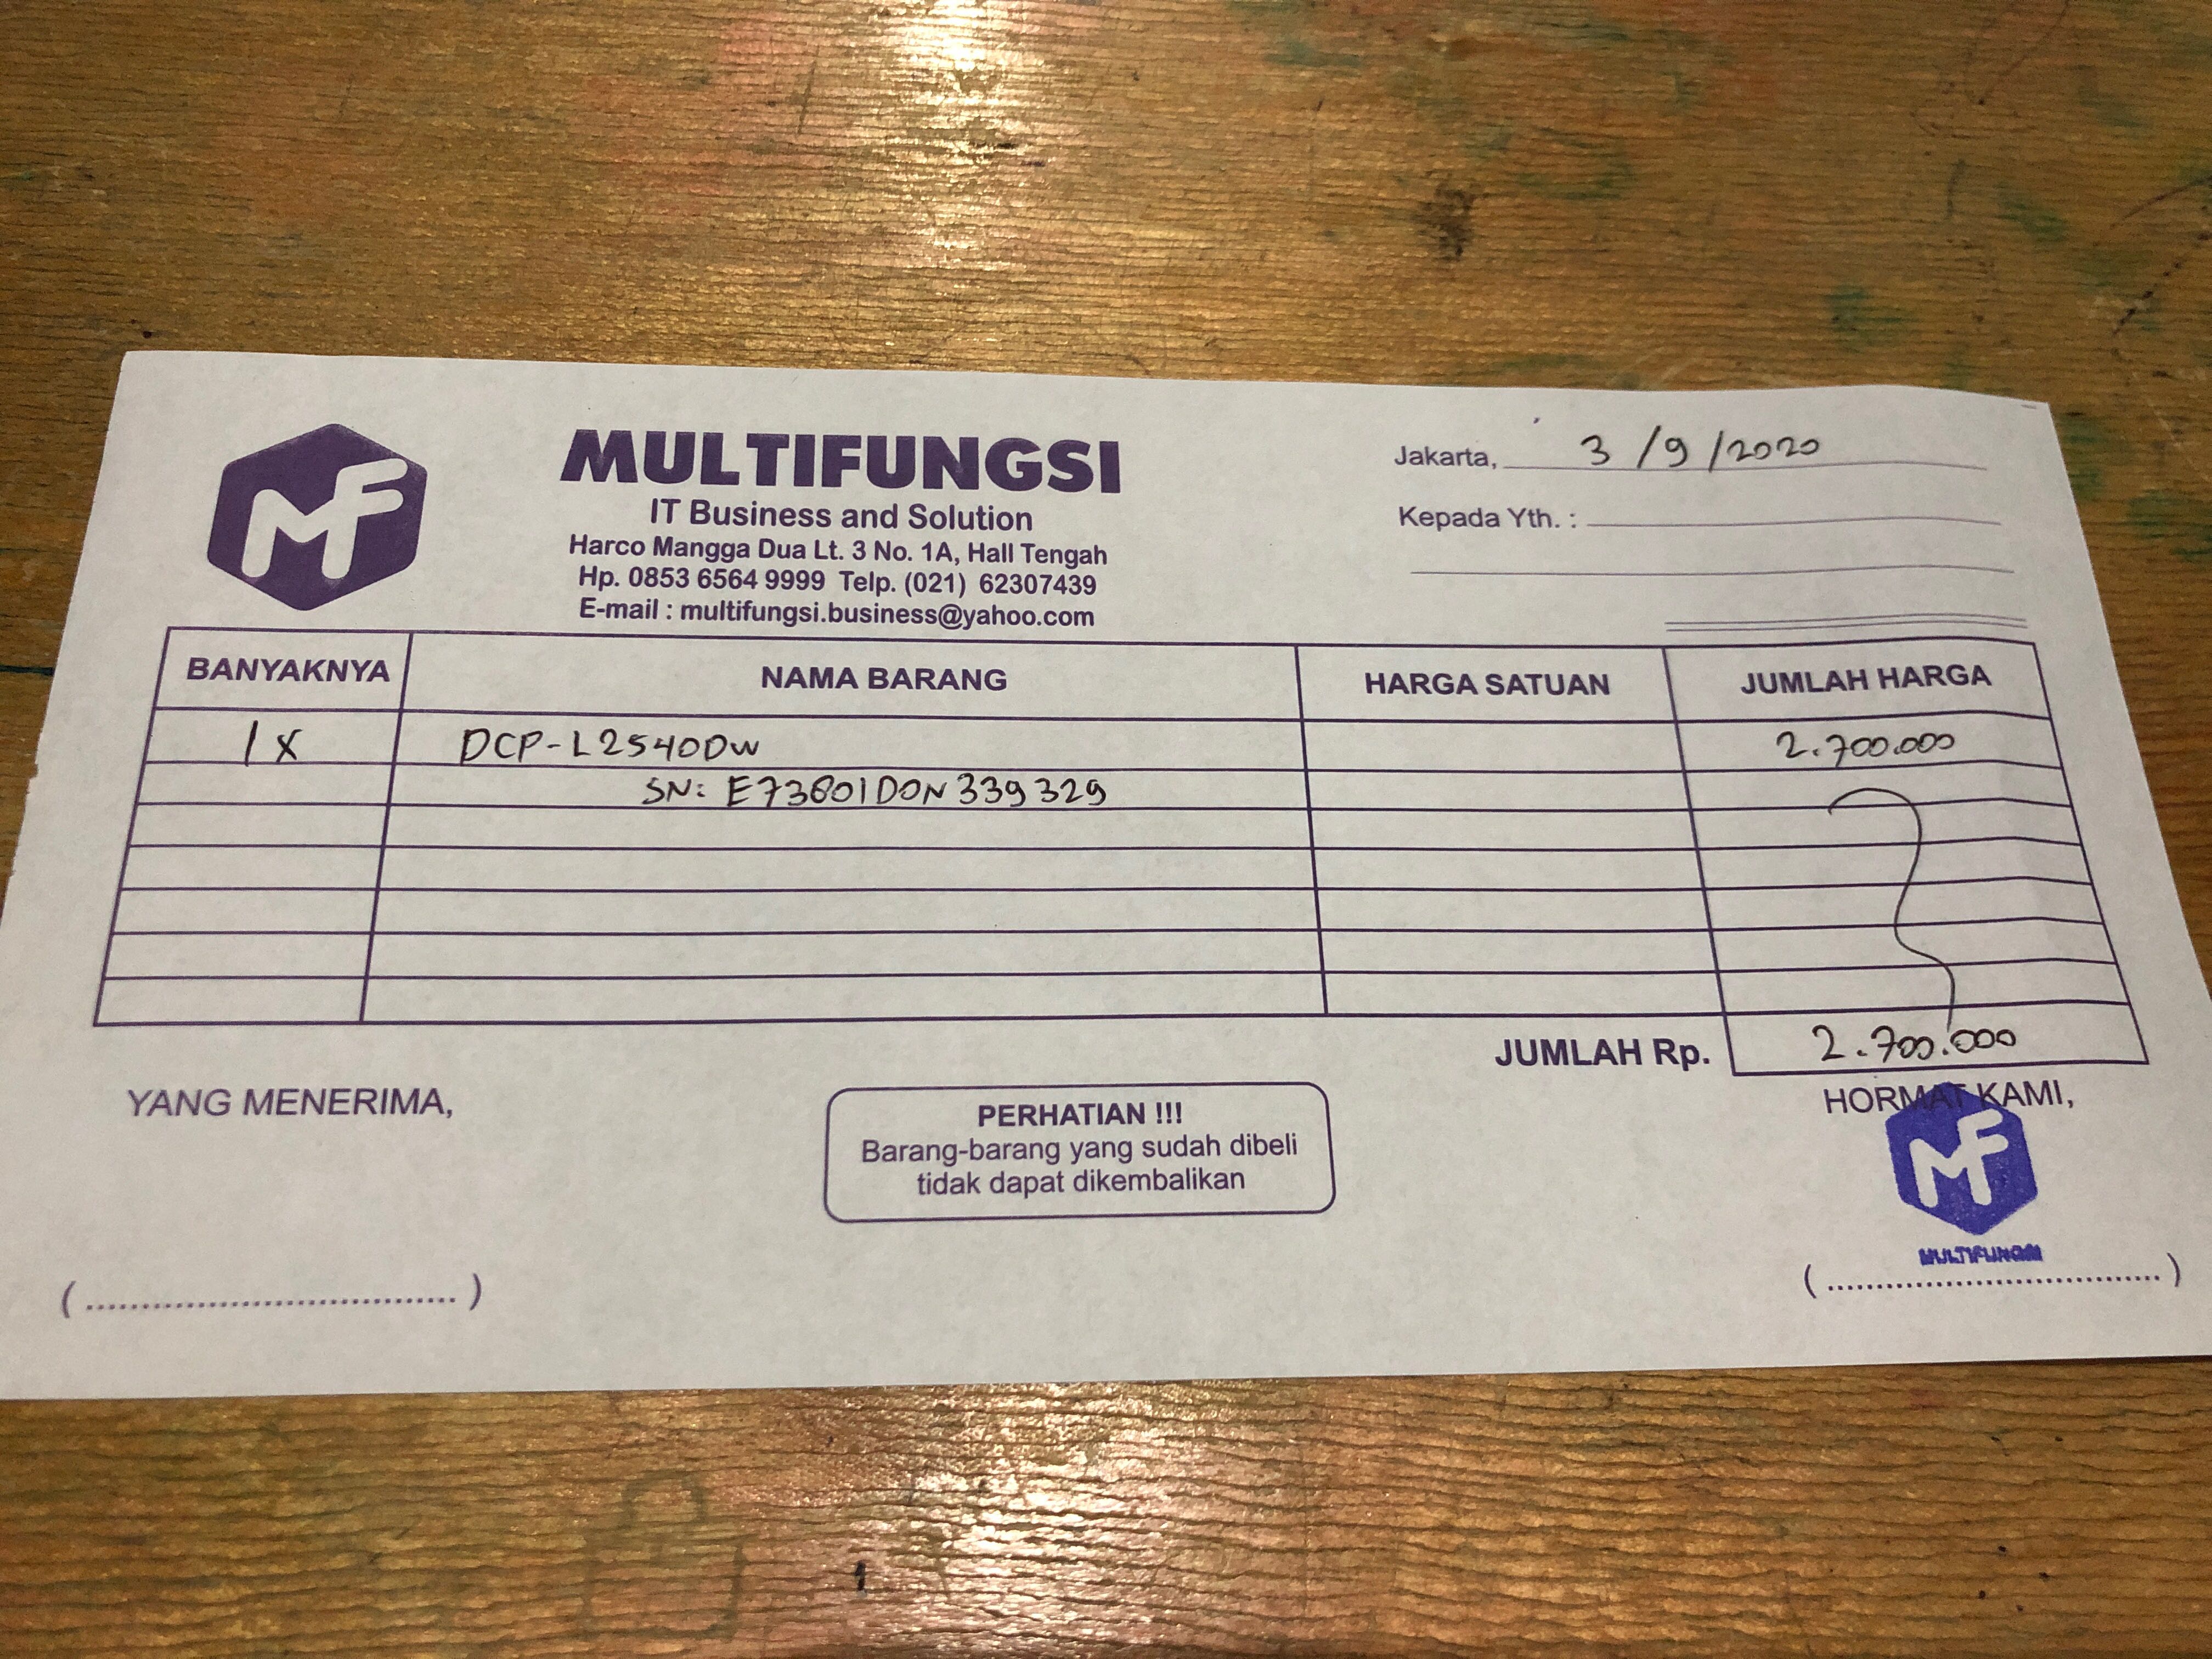 MF
MULTIFUNGSI
IT Business and Solution
Harco Mangga Dua Lt. 3 No. 1A, Hall Tengah
Hp. 0853 6564 9999 Telp. (021) 62307439
E-mail : multifungsi.business@yahoo.com
Jakarta, 3/9/2020
Kepada Yth. :
BANYAKNYA NAMA BARANG HARGA SATUAN JUMLAH HARGA
1X DCP-L2540DW 2.700.000
SN: E73801D0N339329
JUMLAH Rp. 2.700.000
YANG MENERIMA,
PERHATIAN !!!
Barang-barang yang sudah dibeli
tidak dapat dikembalikan
HORMAT KAMI,
MF
MULTIFUNGSI
(..................................)
(..................................)